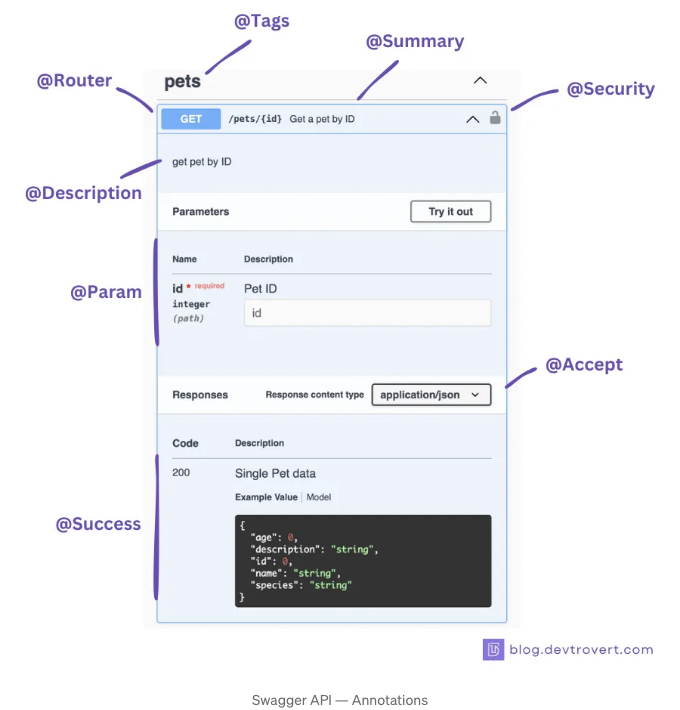 @Tags
@Summary
@Router
pets
@Security
GET /pets/{id} Get a pet by ID
get pet by ID
@Description
Parameters Try it out
Name Description
@Param
id * required Pet ID
integer id
(path)
@Accept
Responses Response content type application/json
Code Description
200 Single Pet data
Example Value Model
@Success
{
"age": 0,
"description": "string",
"id": 0,
"name": "string",
"species": "string"
}
blog.devtrovert.com
Swagger API — Annotations